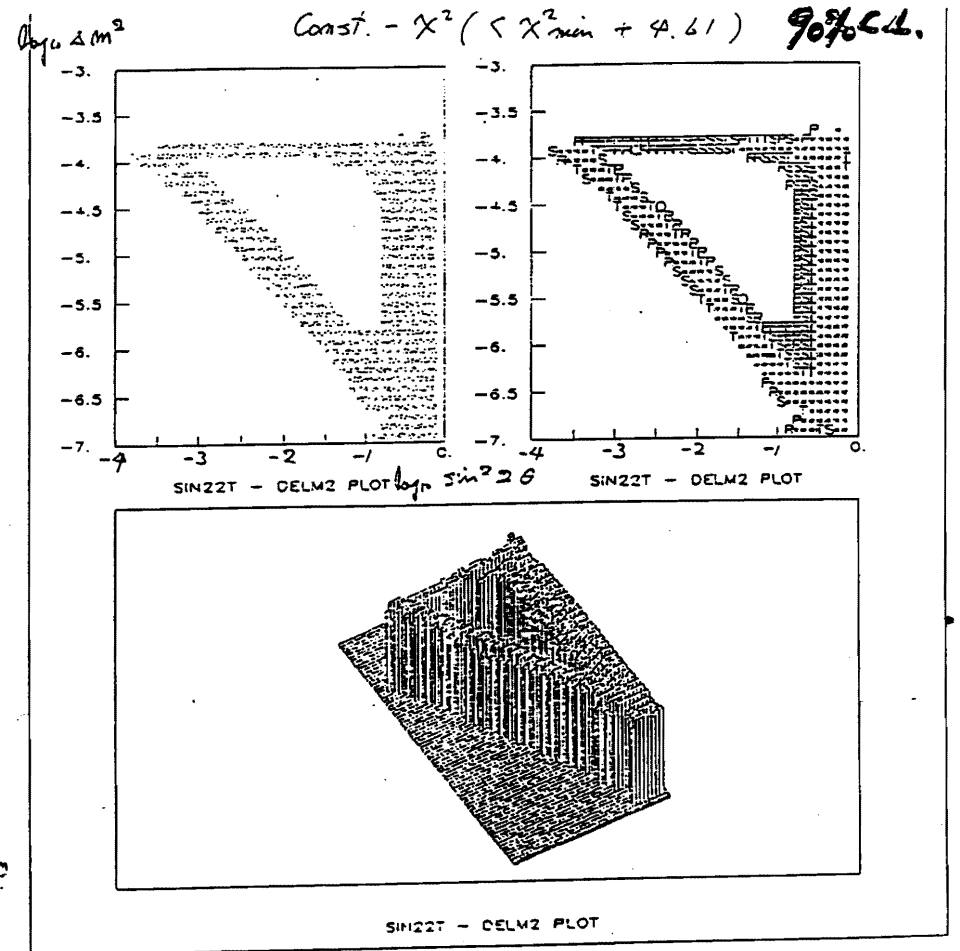 log₁₀ Δm²
Const. - χ² ( < χ²min + 4.61 ) 90% C.L.
-3.
-3.5
-4.
-4.5
-5.
-5.5
-6.
-6.5
-7.
-4 -3 -2 -1 0.
SIN22T - DELM2 PLOT
log₁₀ sin² 2θ
-3.
-3.5
-4.
-4.5
-5.
-5.5
-6.
-6.5
-7.
-4 -3 -2 -1 0.
SIN22T - DELM2 PLOT
SIN22T - DELM2 PLOT